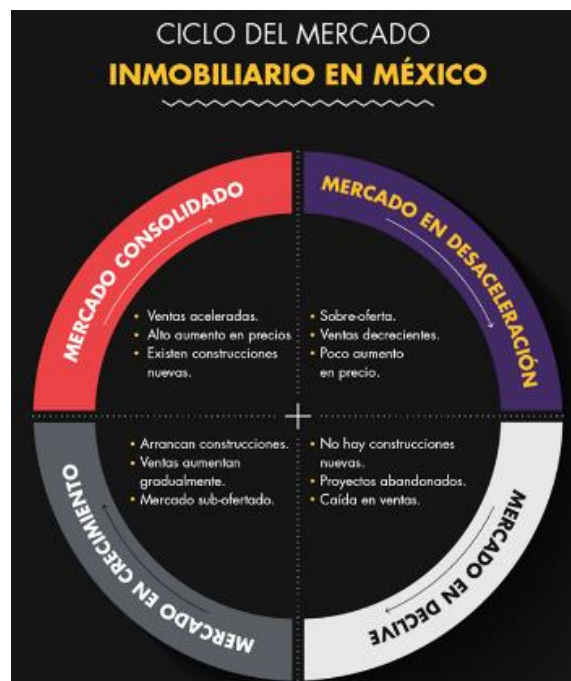 CICLO DEL MERCADO
INMOBILIARIO EN MÉXICO
MERCADO CONSOLIDADO
• Ventas aceleradas.
• Alto aumento en precios
• Existen construcciones
nuevas.
MERCADO EN DESACELERACIÓN
• Sobre-oferta.
• Ventas decrecientes.
• Poco aumento
en precio.
MERCADO EN CRECIMIENTO
• Arrancan construcciones.
• Ventas aumentan
gradualmente.
• Mercado sub-ofertado.
MERCADO EN DECLIVE
• No hay construcciones
nuevas.
• Proyectos abandonados.
• Caída en ventas.